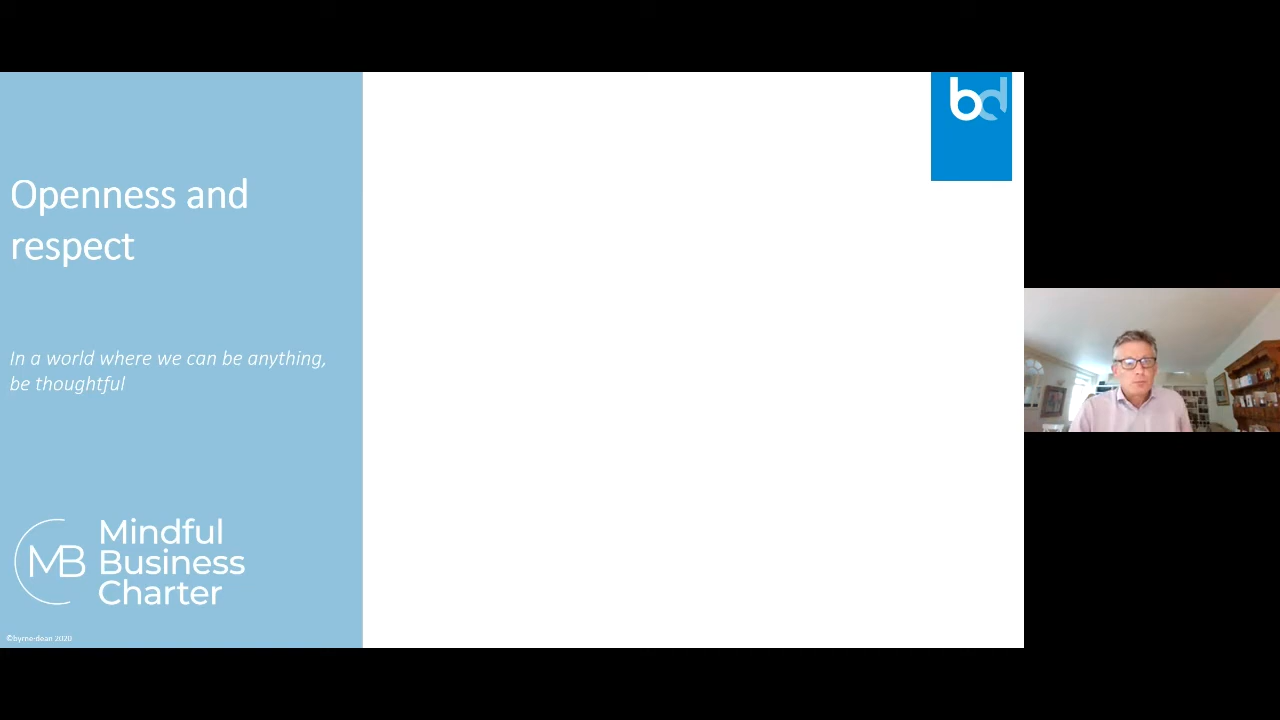 bd
Openness and
respect
In a world where we can be anything,
be thoughtful
MB
Mindful
Business
Charter
©byrne·dean 2020